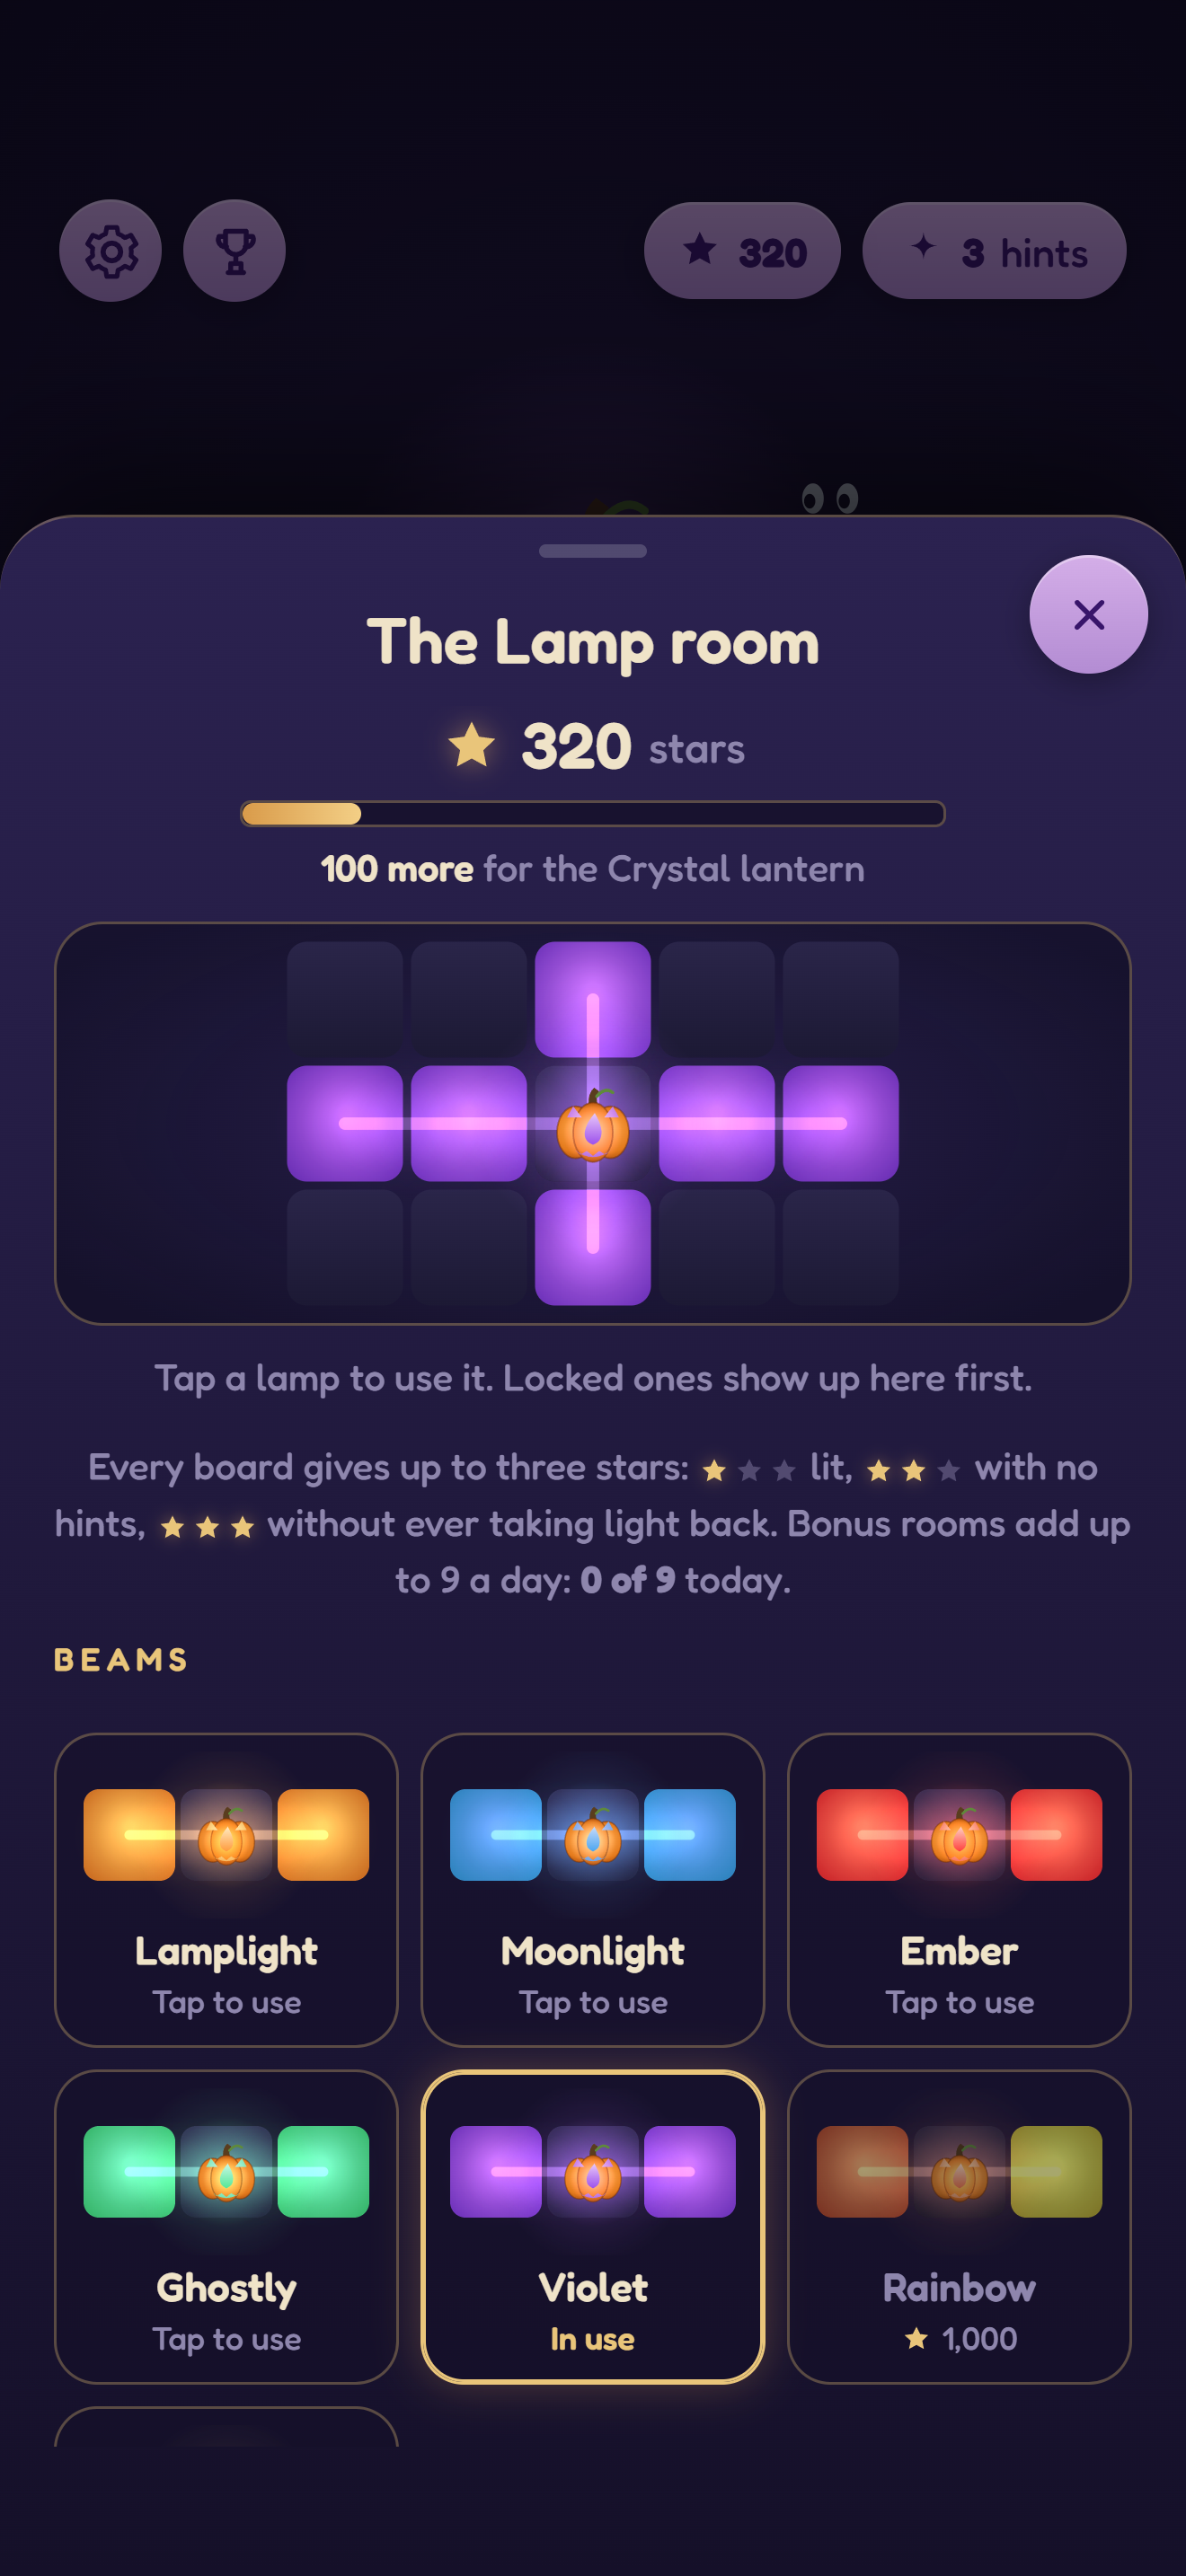 320
3 hints
The Lamp room
320 stars
100 more for the Crystal lantern
Tap a lamp to use it. Locked ones show up here first.
Every board gives up to three stars: lit, with no
hints, without ever taking light back. Bonus rooms add up
to 9 a day: 0 of 9 today.
BEAMS
Lamplight
Tap to use
Moonlight
Tap to use
Ember
Tap to use
Ghostly
Tap to use
Violet
In use
Rainbow
1,000